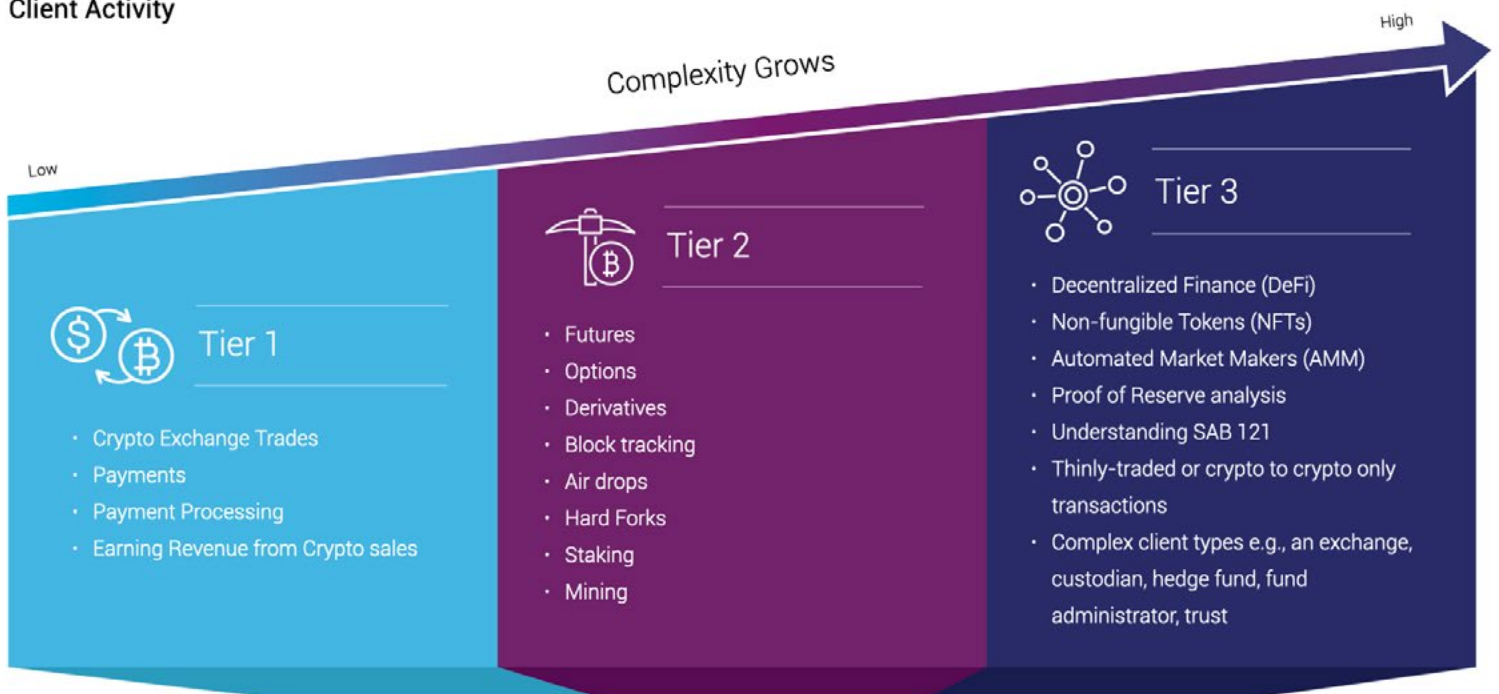 Client Activity
High
Complexity Grows
Low
Tier 1
· Crypto Exchange Trades
· Payments
· Payment Processing
· Earning Revenue from Crypto sales
Tier 2
· Futures
· Options
· Derivatives
· Block tracking
· Air drops
· Hard Forks
· Staking
· Mining
Tier 3
· Decentralized Finance (DeFi)
· Non-fungible Tokens (NFTs)
· Automated Market Makers (AMM)
· Proof of Reserve analysis
· Understanding SAB 121
· Thinly-traded or crypto to crypto only
transactions
· Complex client types e.g., an exchange,
custodian, hedge fund, fund
administrator, trust